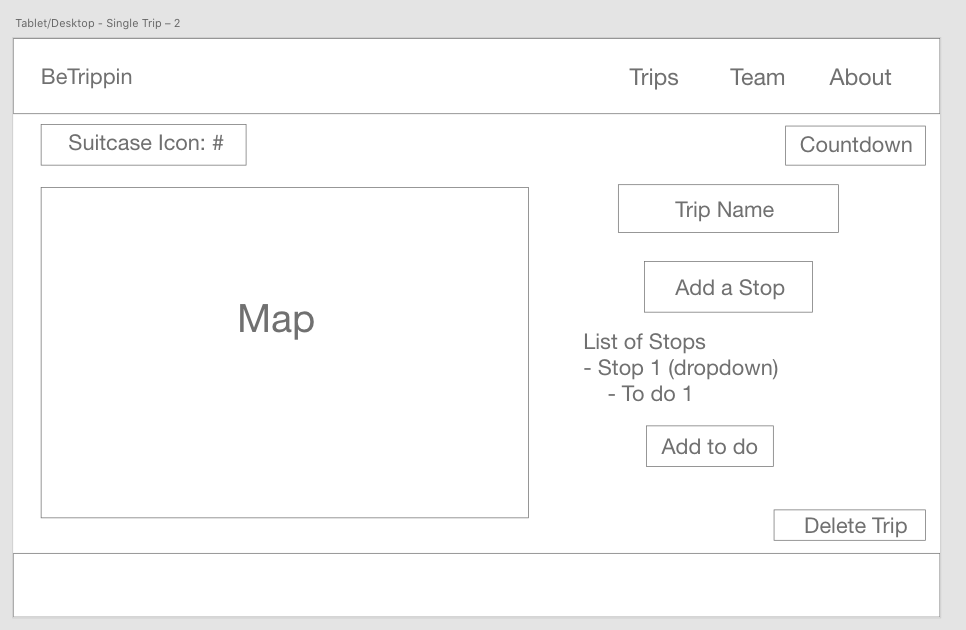 Tablet/Desktop - Single Trip – 2
BeTrippin
Trips
Team
About
Suitcase Icon: #
Countdown
Map
Trip Name
Add a Stop
List of Stops
- Stop 1 (dropdown)
- To do 1
Add to do
Delete Trip